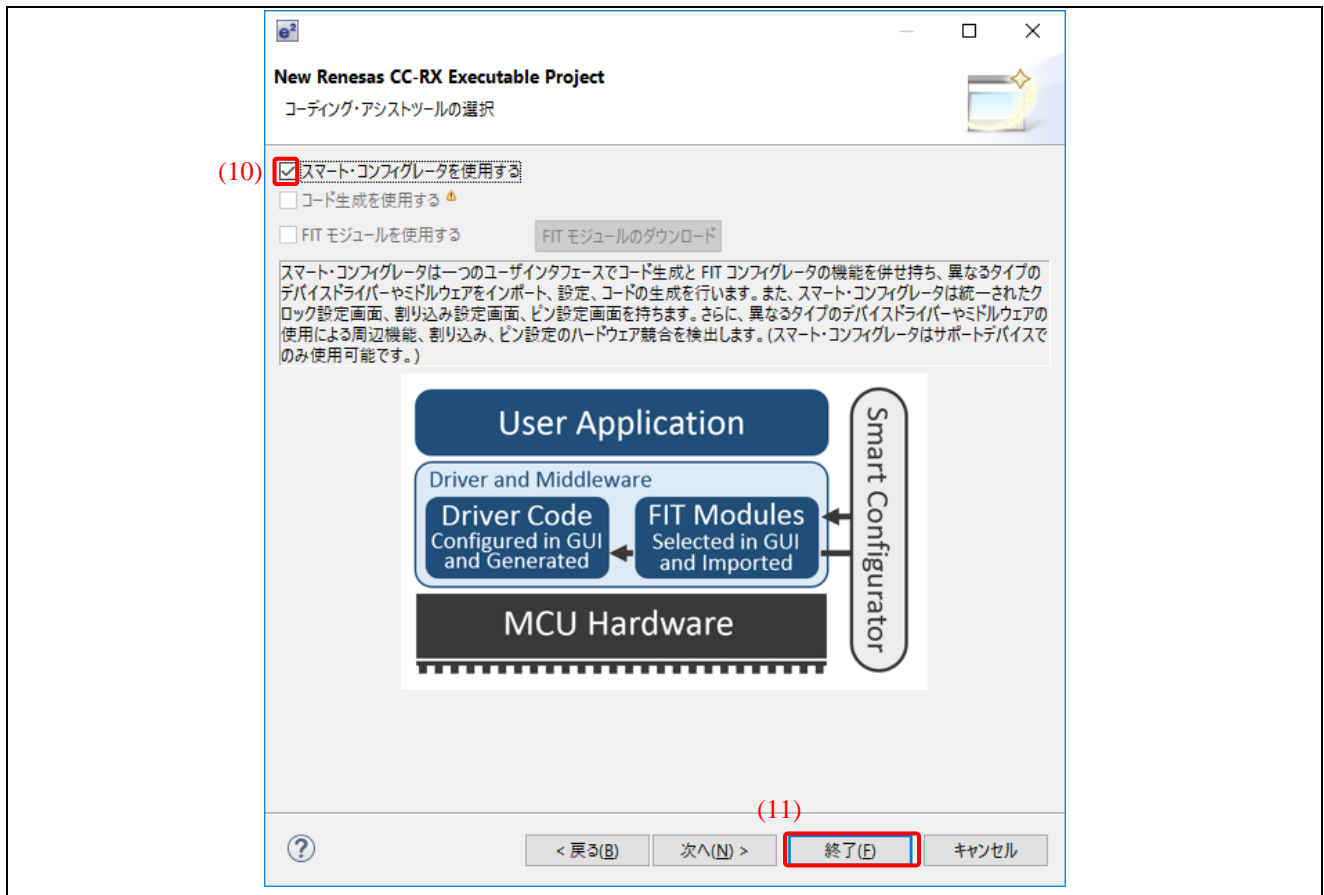 e²
New Renesas CC-RX Executable Project
コーディング・アシストツールの選択
(10)
スマート・コンフィグレータを使用する
コード生成を使用する
FIT モジュールを使用する
FIT モジュールのダウンロード
スマート・コンフィグレータは一つのユーザインタフェースでコード生成と FIT コンフィグレータの機能を併せ持ち、異なるタイプの
デバイスドライバーやミドルウェアをインポート、設定、コードの生成を行います。また、スマート・コンフィグレータは統一されたク
ロック設定画面、割り込み設定画面、ピン設定画面を持ちます。さらに、異なるタイプのデバイスドライバーやミドルウェアの
使用による周辺機能、割り込み、ピン設定のハードウェア競合を検出します。(スマート・コンフィグレータはサポートデバイスで
のみ使用可能です。)
User Application
Driver and Middleware
Driver Code
Configured in GUI
and Generated
FIT Modules
Selected in GUI
and Imported
MCU Hardware
Smart Configurator
(11)
< 戻る(B)
次へ(N) >
終了(F)
キャンセル